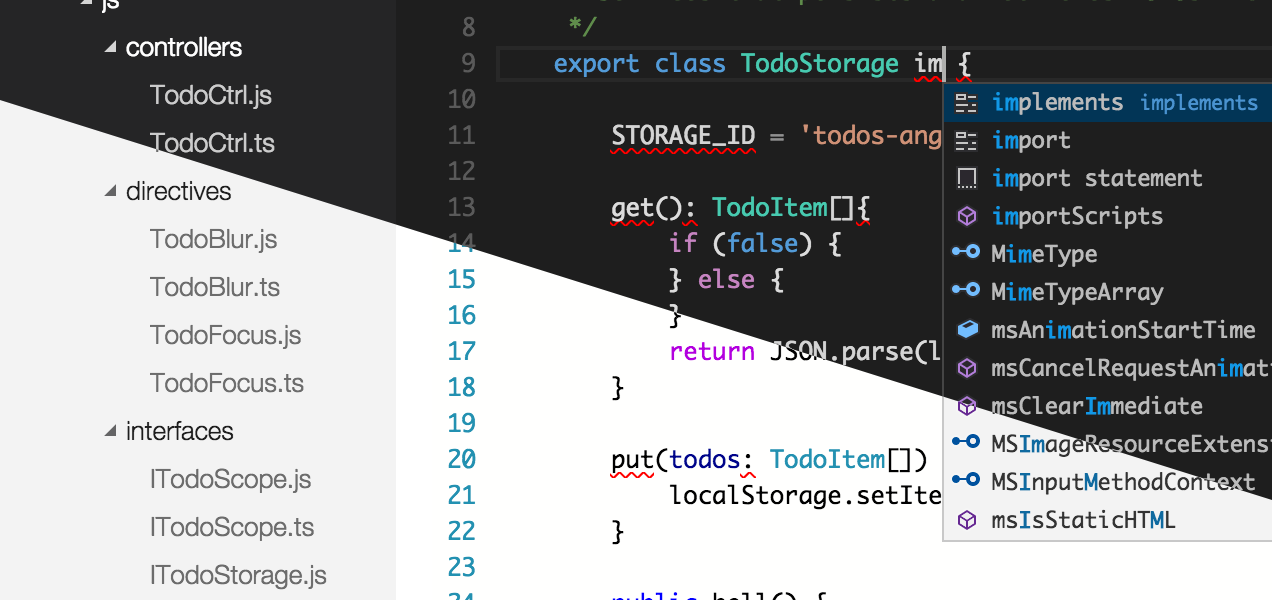 js
controllers
TodoCtrl.js
TodoCtrl.ts
directives
TodoBlur.js
TodoBlur.ts
TodoFocus.js
TodoFocus.ts
interfaces
ITodoScope.js
ITodoScope.ts
ITodoStorage.js
8 */
9 export class TodoStorage im {
10
11 STORAGE_ID = 'todos-ang
12
13 get(): TodoItem[]{
14 if (false) {
15 } else {
16 }
17 return JSON.parse(l
18 }
19
20 put(todos: TodoItem[])
21 localStorage.setIte
22 }
23
24 public hell() {
implements implements
import
import statement
importScripts
MimeType
MimeTypeArray
msAnimationStartTime
msCancelRequestAnimat
msClearImmediate
MSImageResourceExtens
MSInputMethodContext
msIsStaticHTML